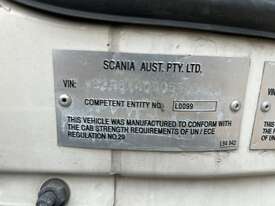 SCANIA AUST. PTY. LTD.
VIN:
COMPETENT ENTITY NO. L0099
THIS VEHICLE WAS MANUFACTURED TO CONFORM WITH
THE CAB STRENGTH REQUIREMENTS OF UN / ECE
REGULATION NO.29